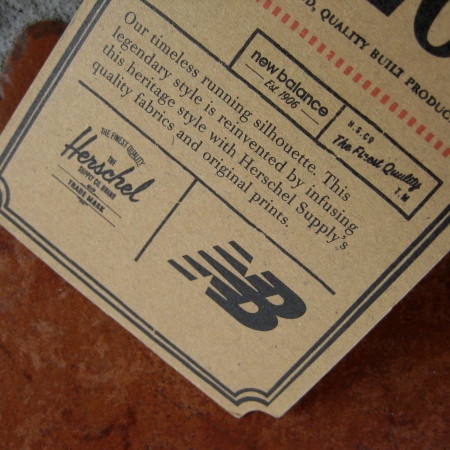 D, QUALITY BUILT PRODUC
new balance
Est. 1906
H.S.CO
The Finest Quality
T.M
Our timeless running silhouette. This
legendary style is reinvented by infusing
this heritage style with Herschel Supply's
quality fabrics and original prints.
THE FINEST QUALITY
Herschel
THE
SUPPLY CO. BRAND
TRADE MARK
NB